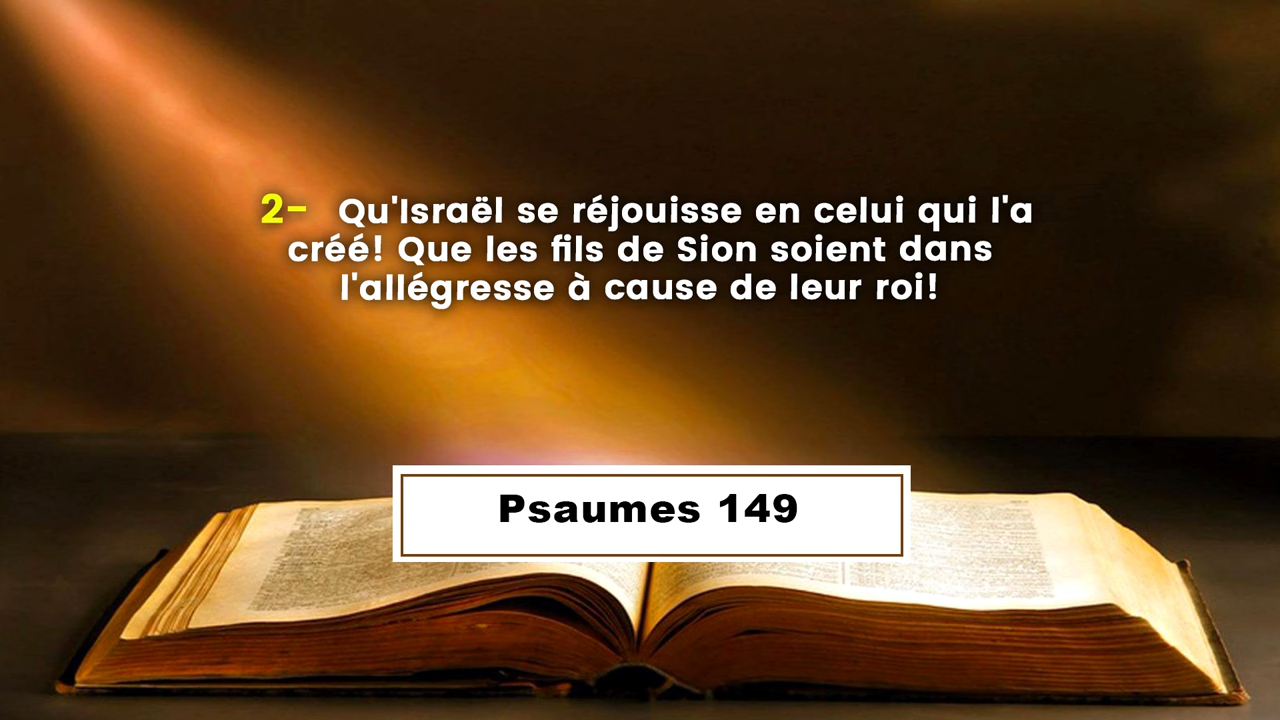 2- Qu'Israël se réjouisse en celui qui l'a
créé! Que les fils de Sion soient dans
l'allégresse à cause de leur roi!
Psaumes 149